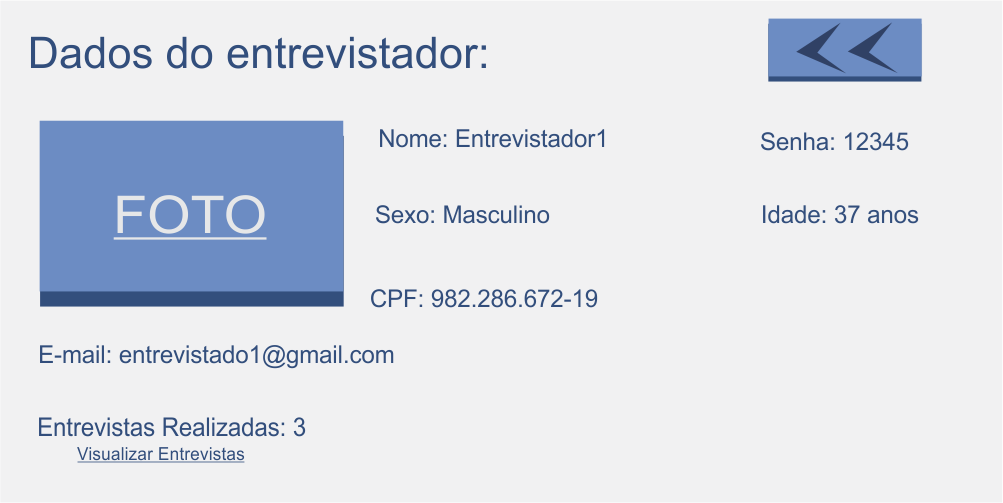 Dados do entrevistador:
FOTO
Nome: Entrevistador1
Senha: 12345
Sexo: Masculino
Idade: 37 anos
CPF: 982.286.672-19
E-mail: entrevistado1@gmail.com
Entrevistas Realizadas: 3
Visualizar Entrevistas